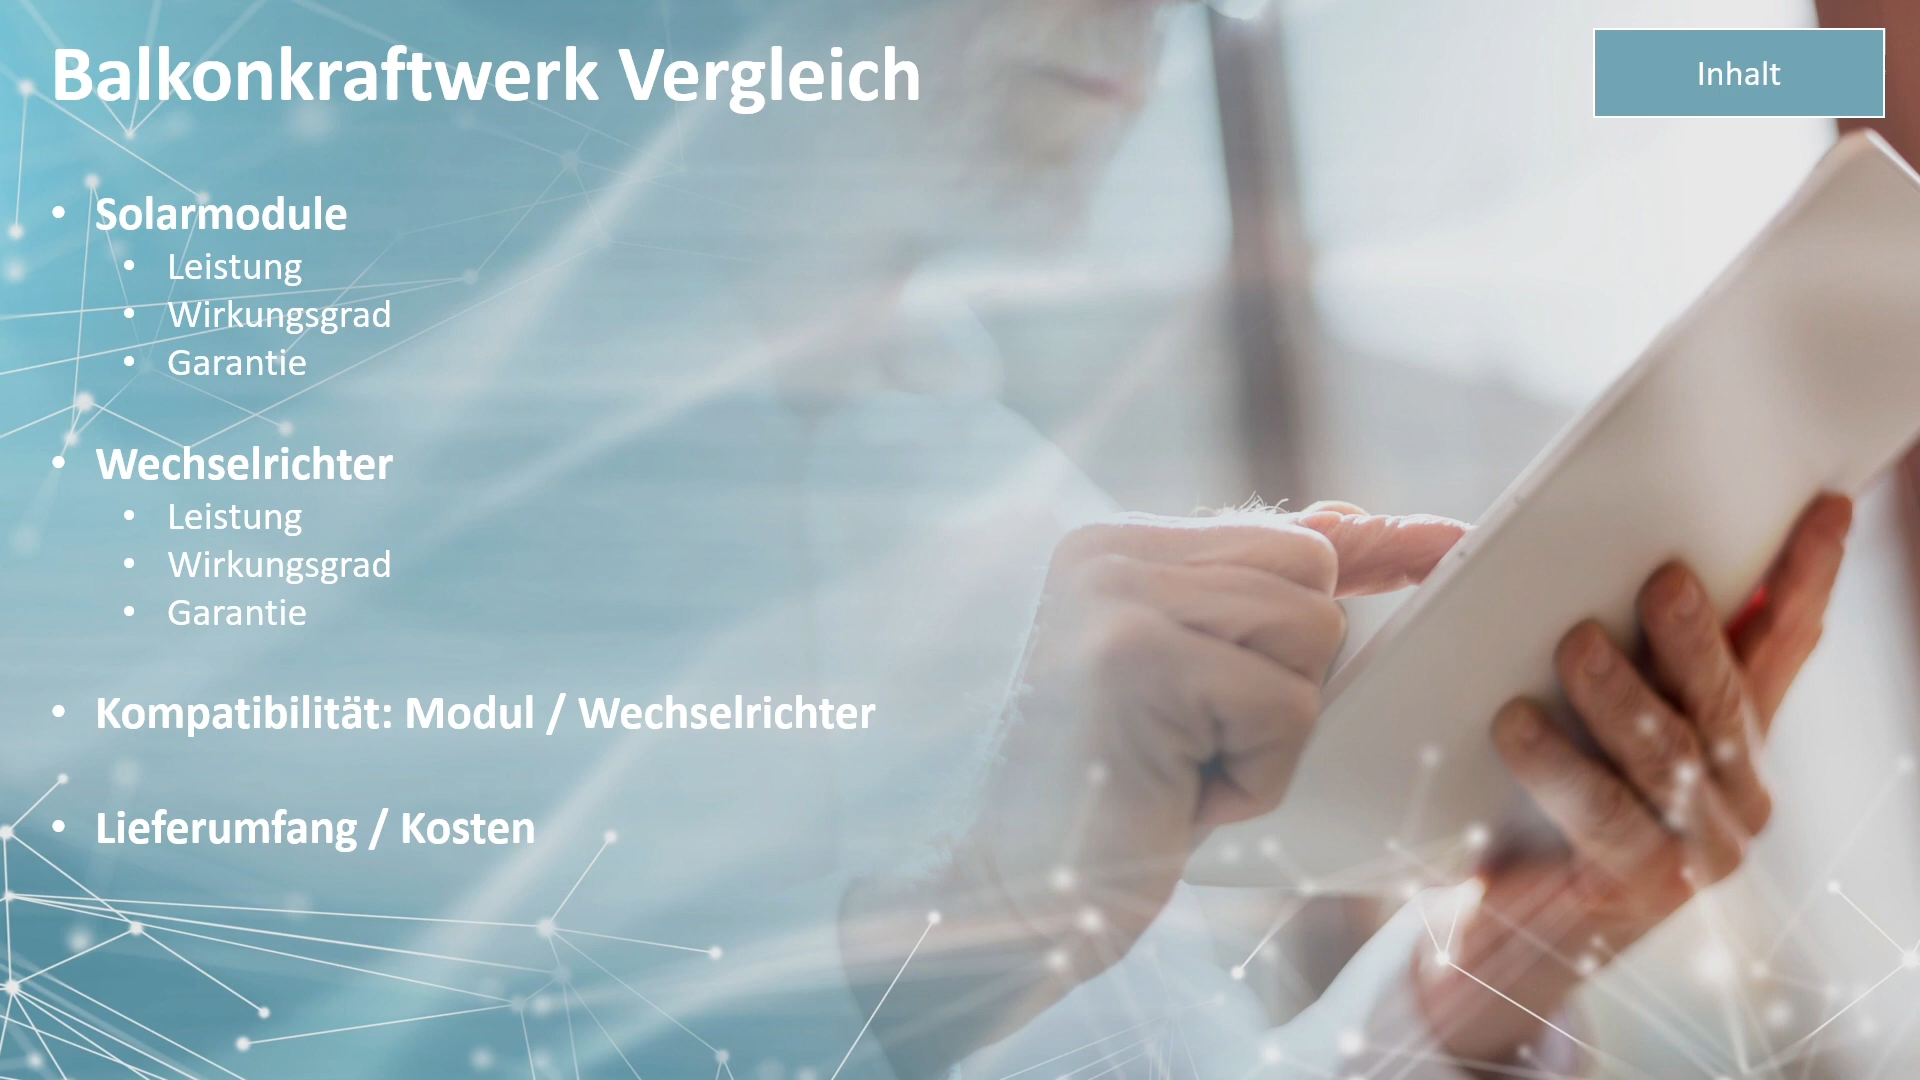 Balkonkraftwerk Vergleich
Inhalt
• Solarmodule
• Leistung
• Wirkungsgrad
• Garantie
• Wechselrichter
• Leistung
• Wirkungsgrad
• Garantie
• Kompatibilität: Modul / Wechselrichter
• Lieferumfang / Kosten